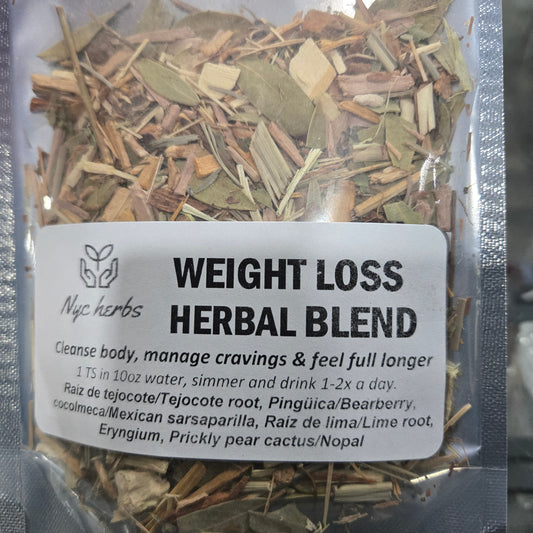 Nyc herbs
WEIGHT LOSS
HERBAL BLEND
Cleanse body, manage cravings & feel full longer
1 TS in 10oz water, simmer and drink 1-2x a day.
Raíz de tejocote/Tejocote root, Pingüica/Bearberry,
cocolmeca/Mexican sarsaparilla, Raíz de lima/Lime root,
Eryngium, Prickly pear cactus/Nopal